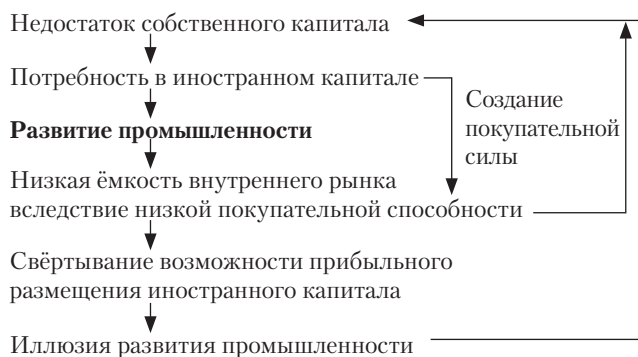 Недостаток собственного капитала
Потребность в иностранном капитале
Создание
покупательной
силы
Развитие промышленности
Низкая ёмкость внутреннего рынка
вследствие низкой покупательной способности
Свёртывание возможности прибыльного
размещения иностранного капитала
Иллюзия развития промышленности